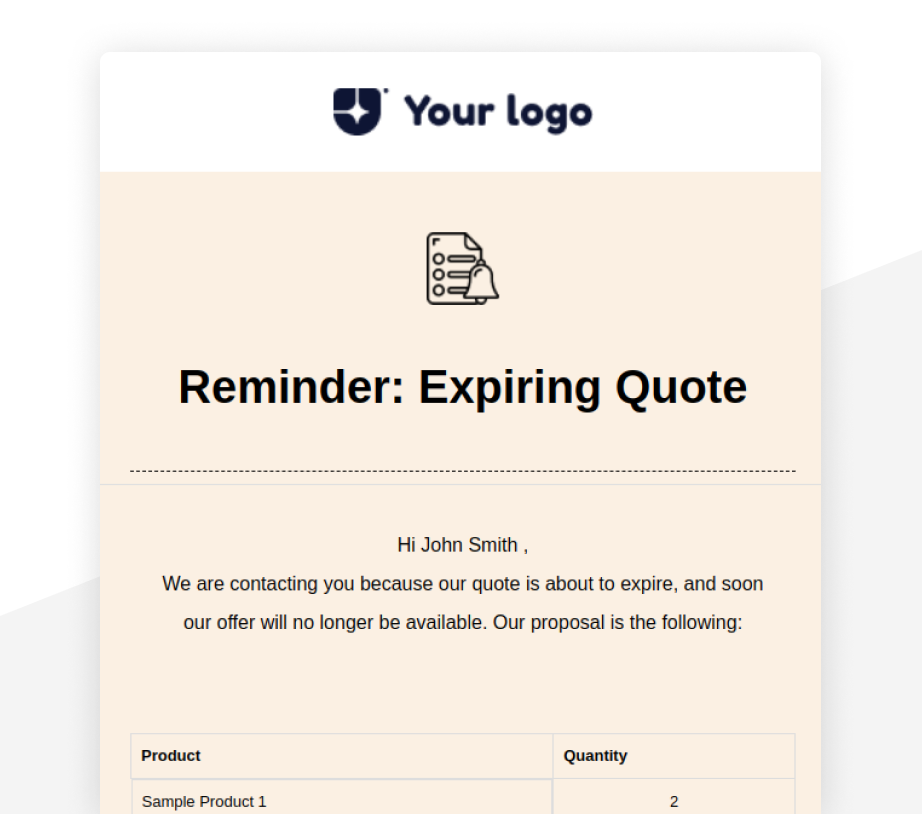 Your logo
Reminder: Expiring Quote
Hi John Smith ,
We are contacting you because our quote is about to expire, and soon
our offer will no longer be available. Our proposal is the following:
Product Quantity
Sample Product 1 2